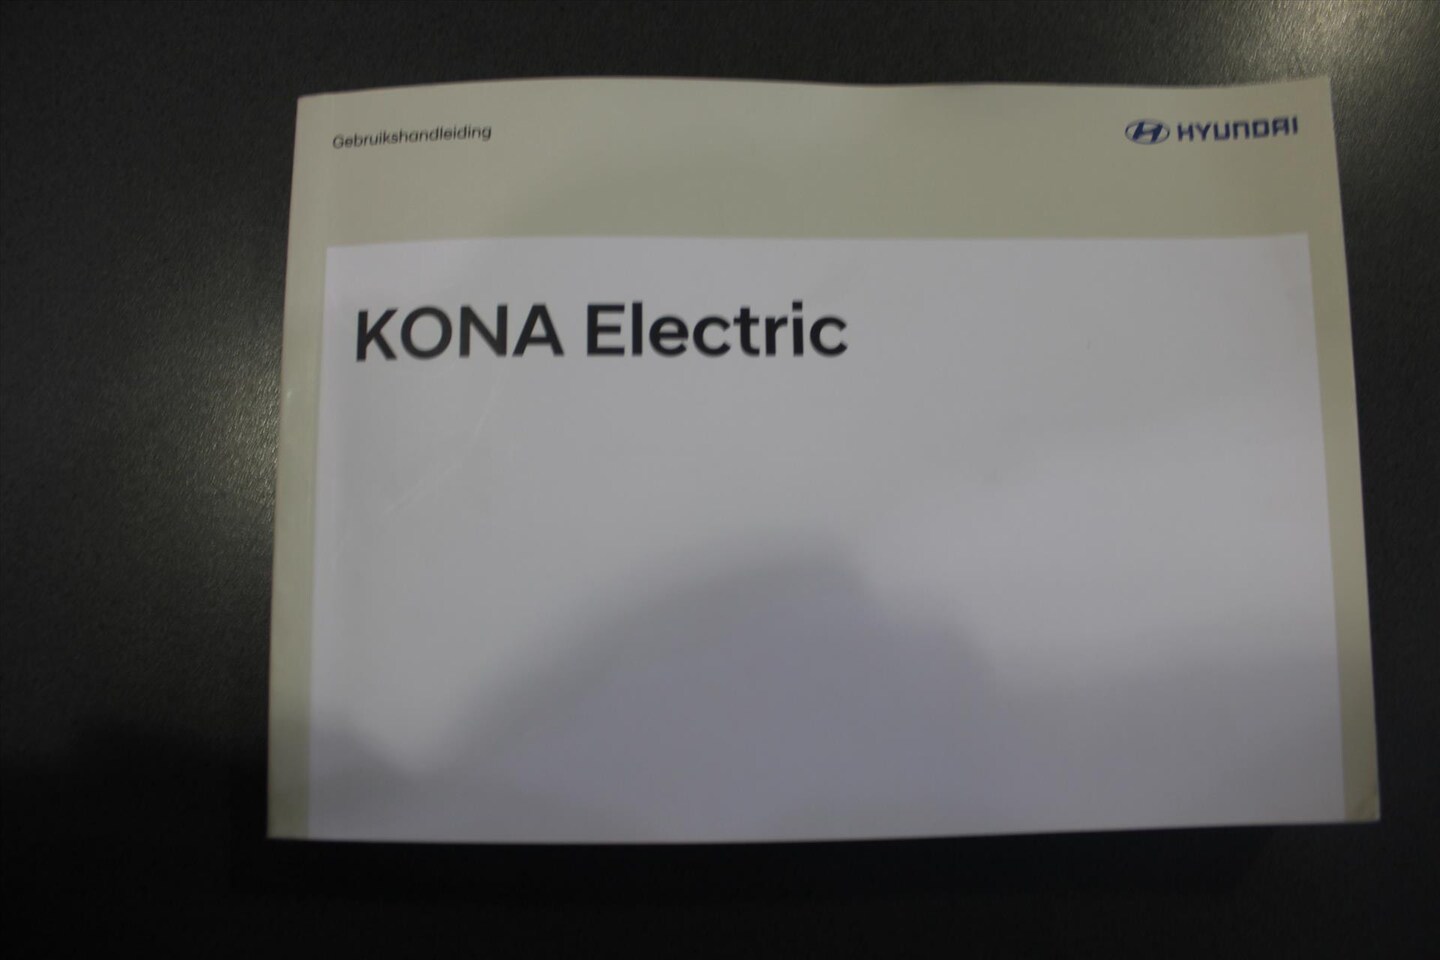 Gebruikshandleiding
HYUNDAI
KONA Electric